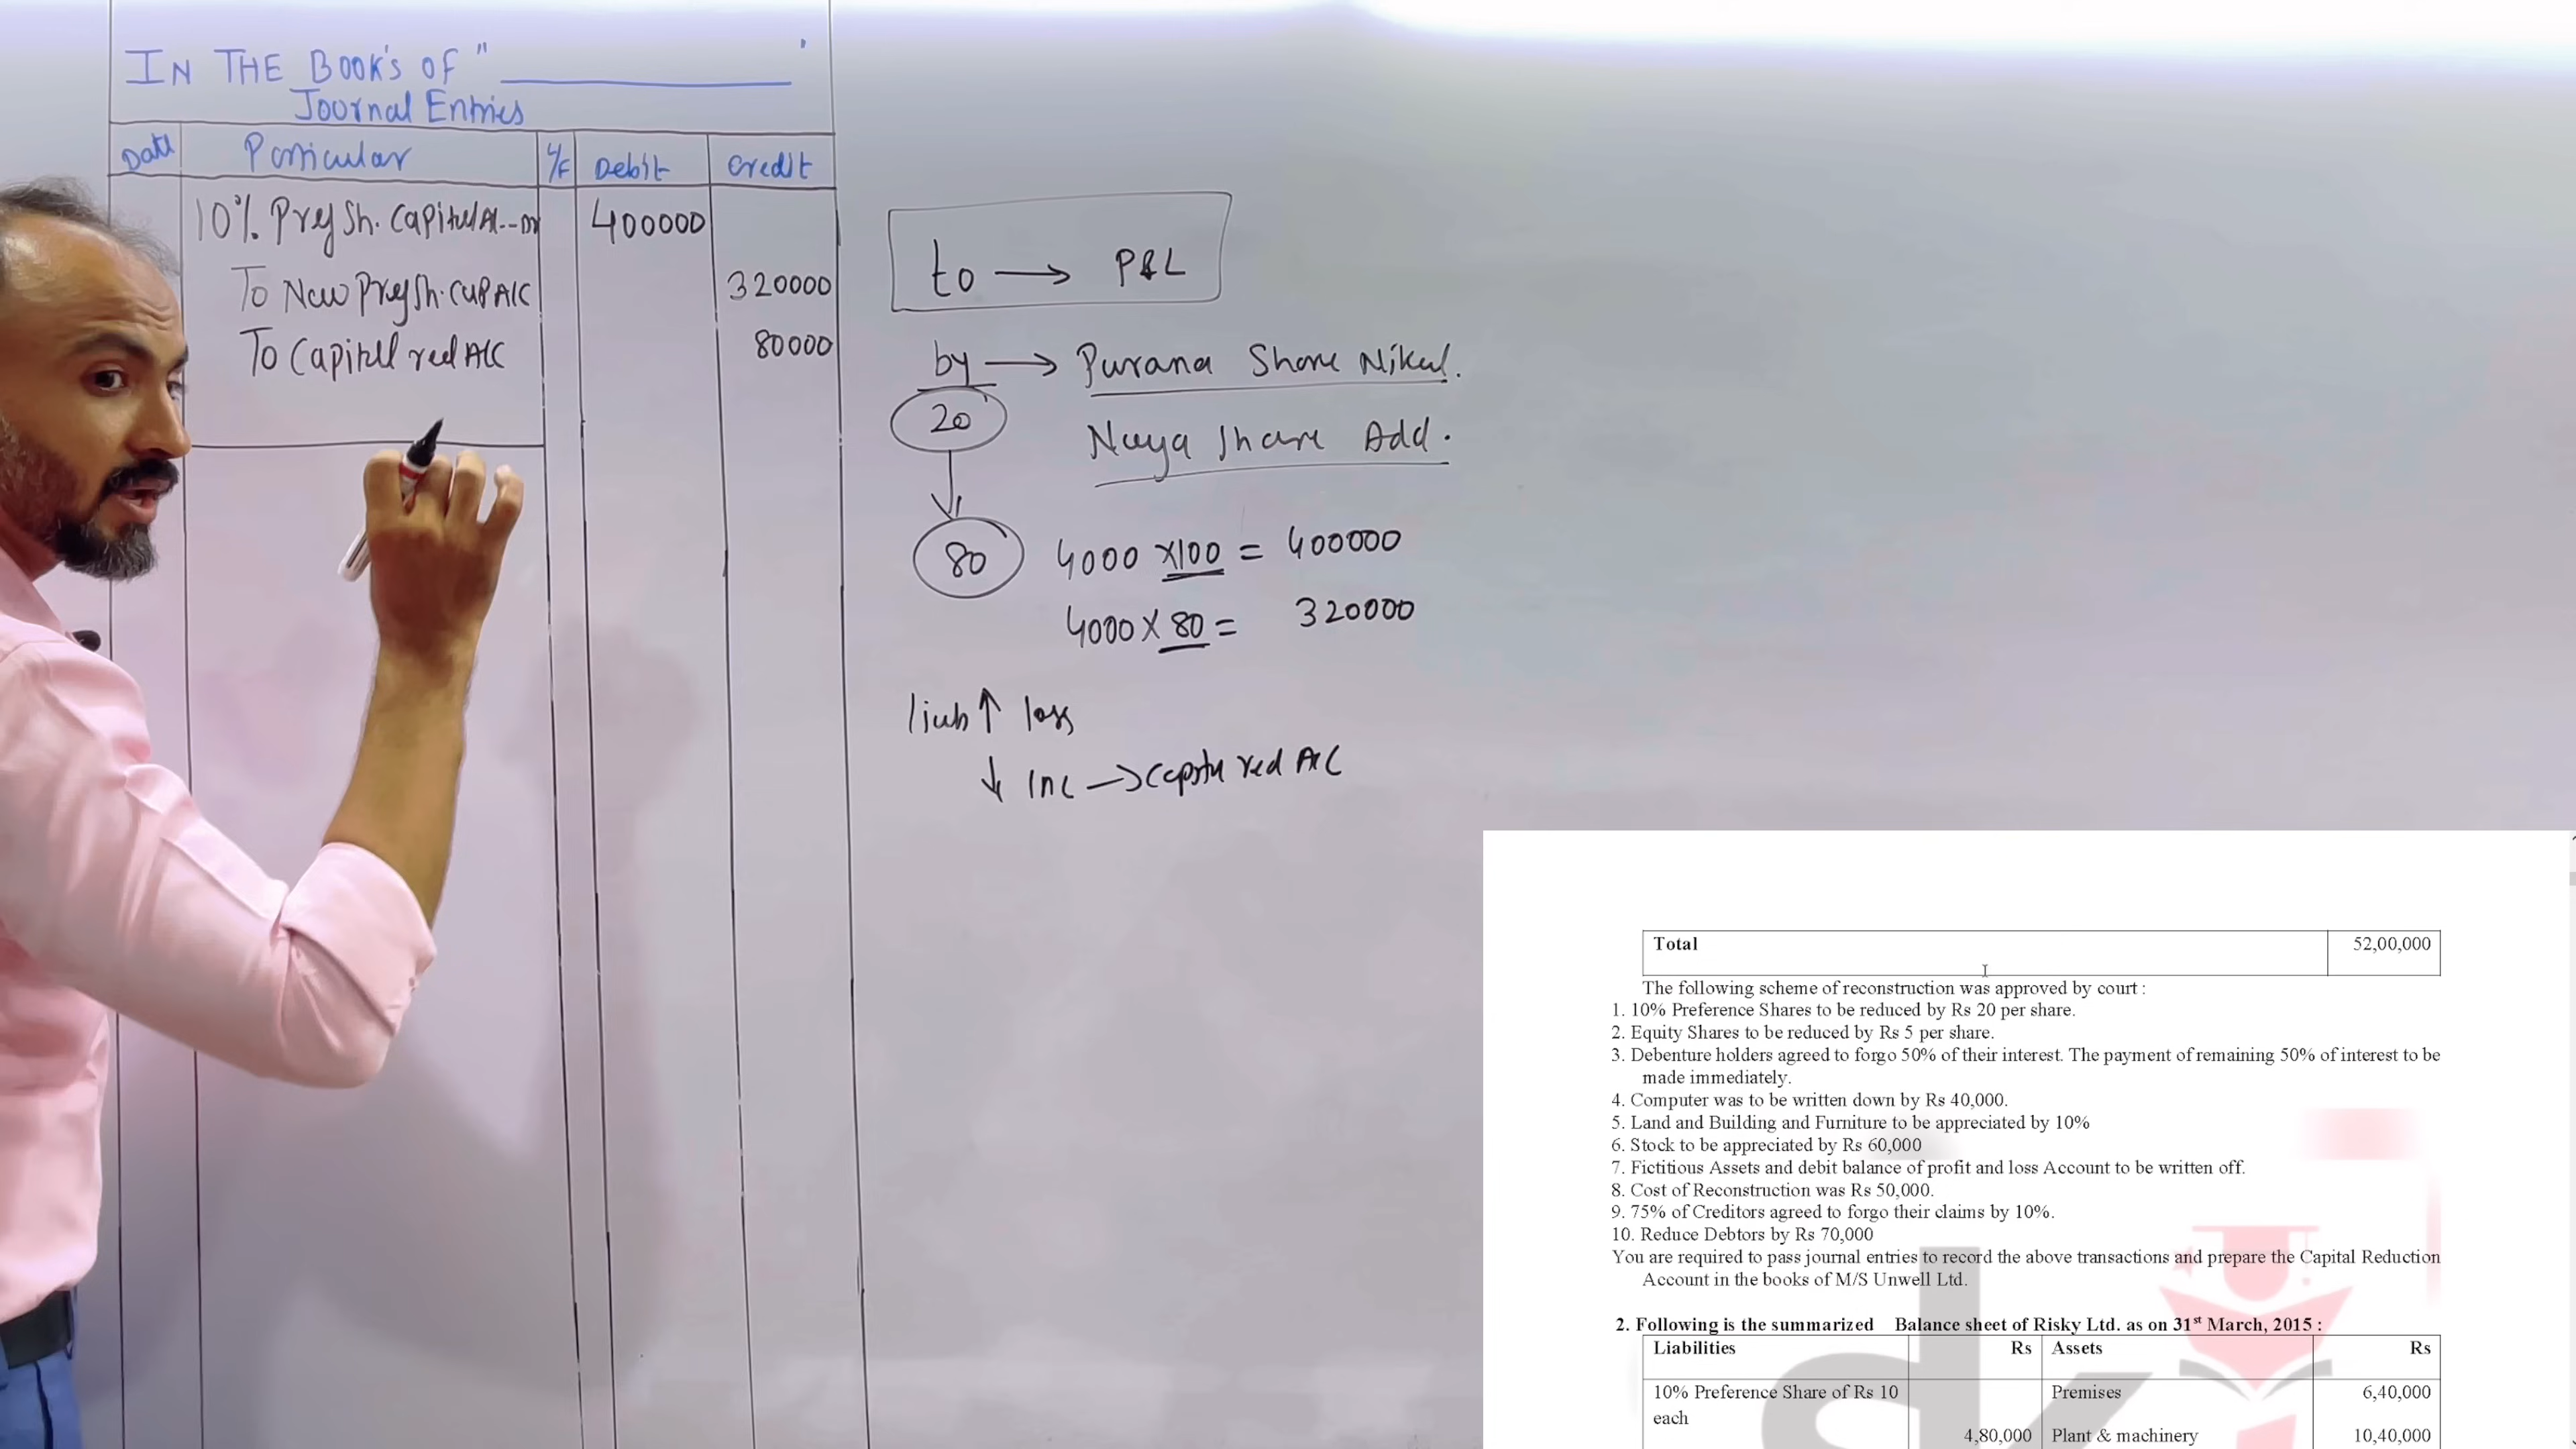 IN THE BOOK'S OF "__________'
Journal Entries
Date Particular L/F Debit Credit
10% Pref Sh. Capital A/c--Dr 400000
To New Pref Sh. Cap A/C 320000
To Capital red A/C 80000
to → P&L
by → Purana Share Nikal.
20
Naya Share Add.
80 4000 ×100 = 400000
4000 × 80 = 320000
liab ↑ loss
↓ Inc → Capital red A/C
Total 52,00,000
The following scheme of reconstruction was approved by court :
1. 10% Preference Shares to be reduced by Rs 20 per share.
2. Equity Shares to be reduced by Rs 5 per share.
3. Debenture holders agreed to forgo 50% of their interest. The payment of remaining 50% of interest to be
made immediately.
4. Computer was to be written down by Rs 40,000.
5. Land and Building and Furniture to be appreciated by 10%
6. Stock to be appreciated by Rs 60,000
7. Fictitious Assets and debit balance of profit and loss Account to be written off.
8. Cost of Reconstruction was Rs 50,000.
9. 75% of Creditors agreed to forgo their claims by 10%.
10. Reduce Debtors by Rs 70,000
You are required to pass journal entries to record the above transactions and prepare the Capital Reduction
Account in the books of M/S Unwell Ltd.
2. Following is the summarized Balance sheet of Risky Ltd. as on 31st March, 2015 :
Liabilities Rs Assets Rs
10% Preference Share of Rs 10 Premises 6,40,000
each
4,80,000 Plant & machinery 10,40,000